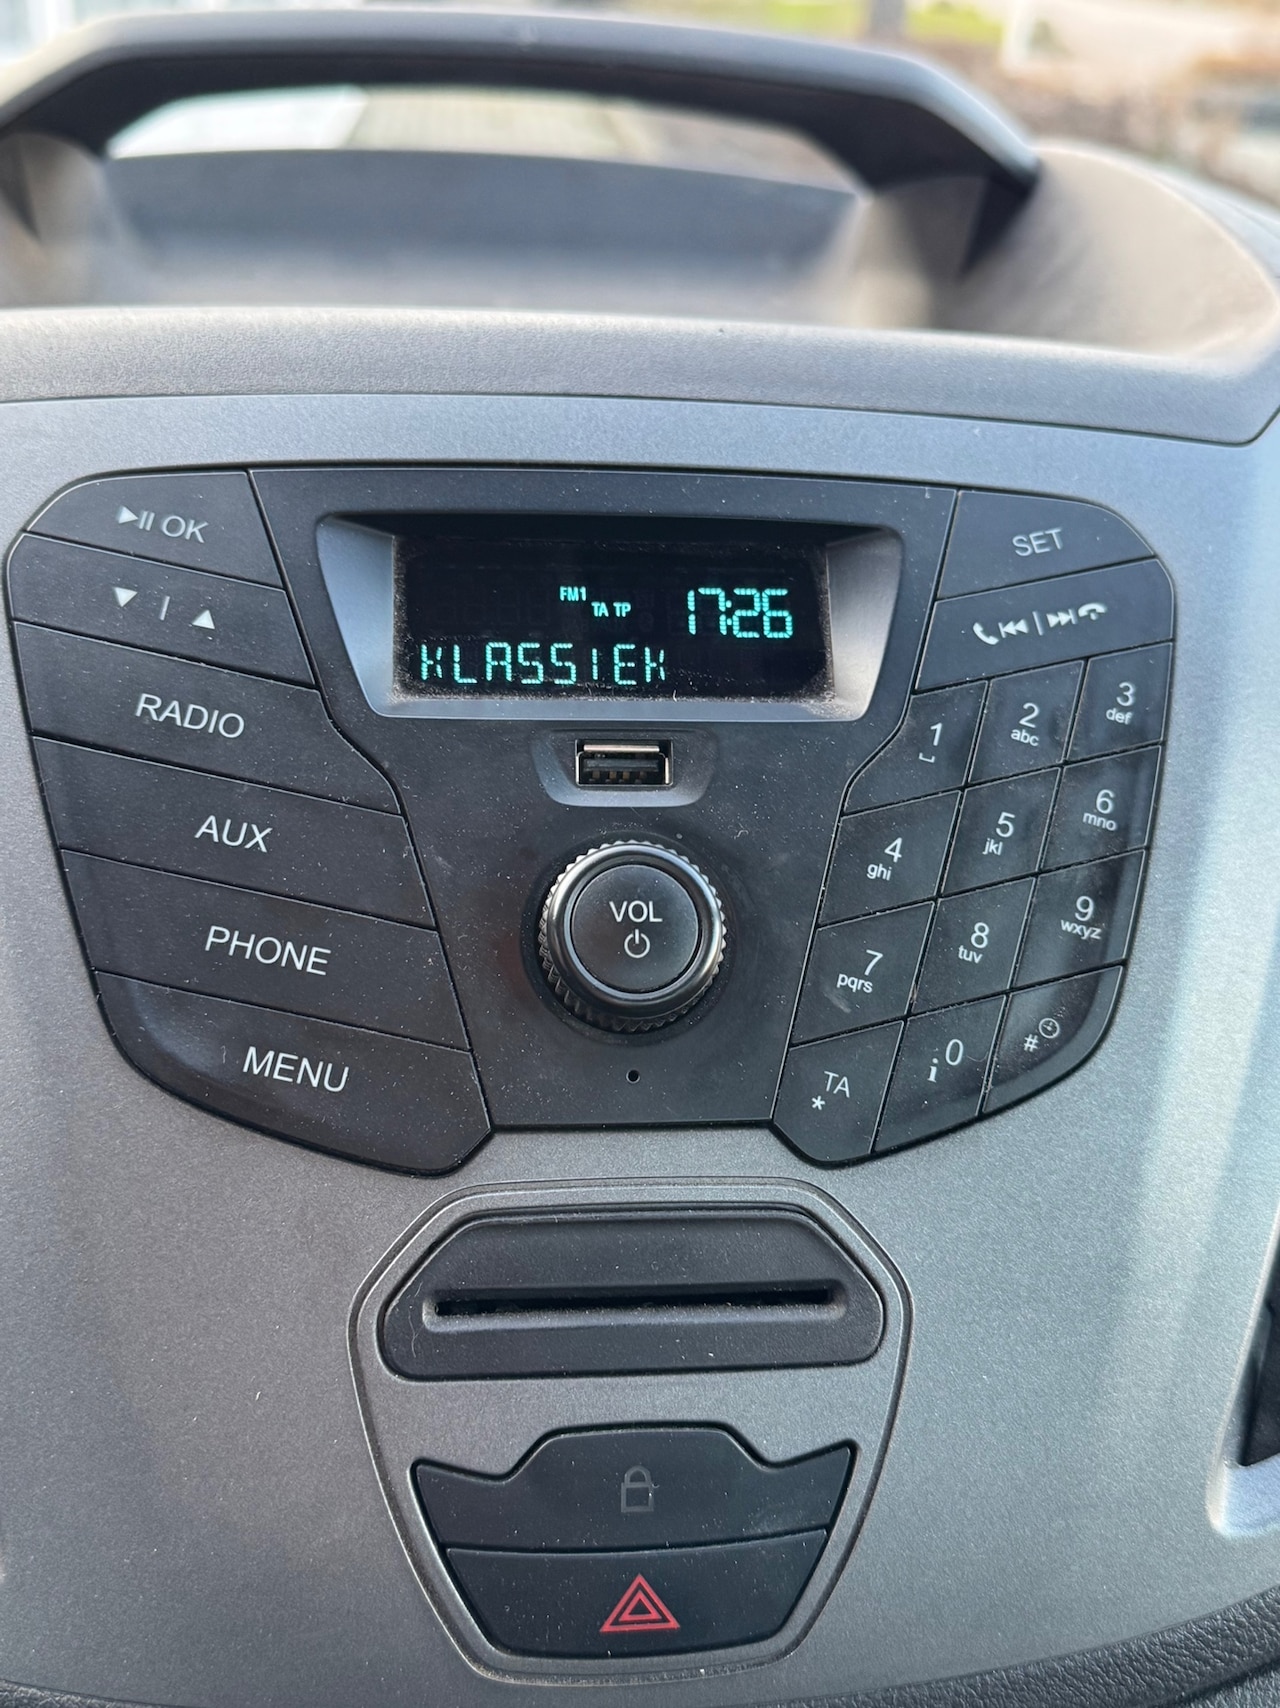 OK
SET
FM1
TA TP
17:26
KLASSIEK
RADIO
AUX
PHONE
MENU
VOL
1
2
abc
3
def
4
ghi
5
jkl
6
mno
7
pqrs
8
tuv
9
wxyz
TA
*
i 0
#